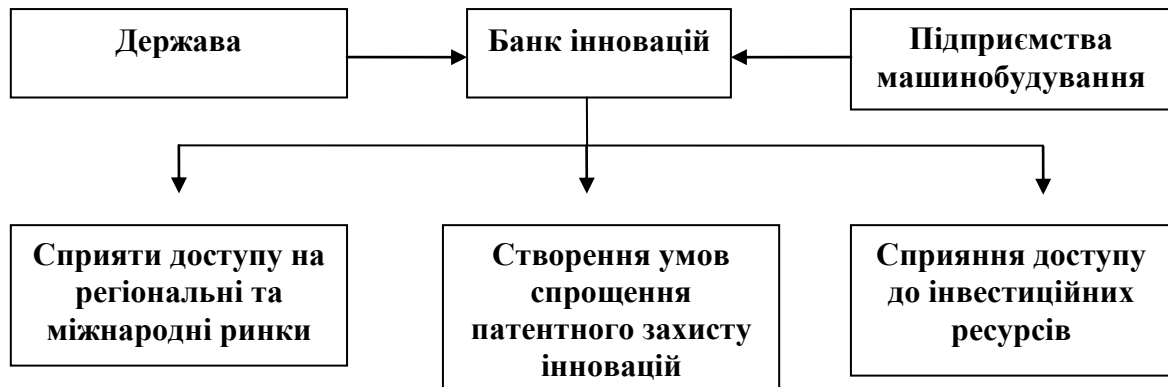 Держава
Банк інновацій
Підприємства
машинобудування
Сприяти доступу на
регіональні та
міжнародні ринки
Створення умов
спрощення
патентного захисту
інновацій
Сприяння доступу
до інвестиційних
ресурсів